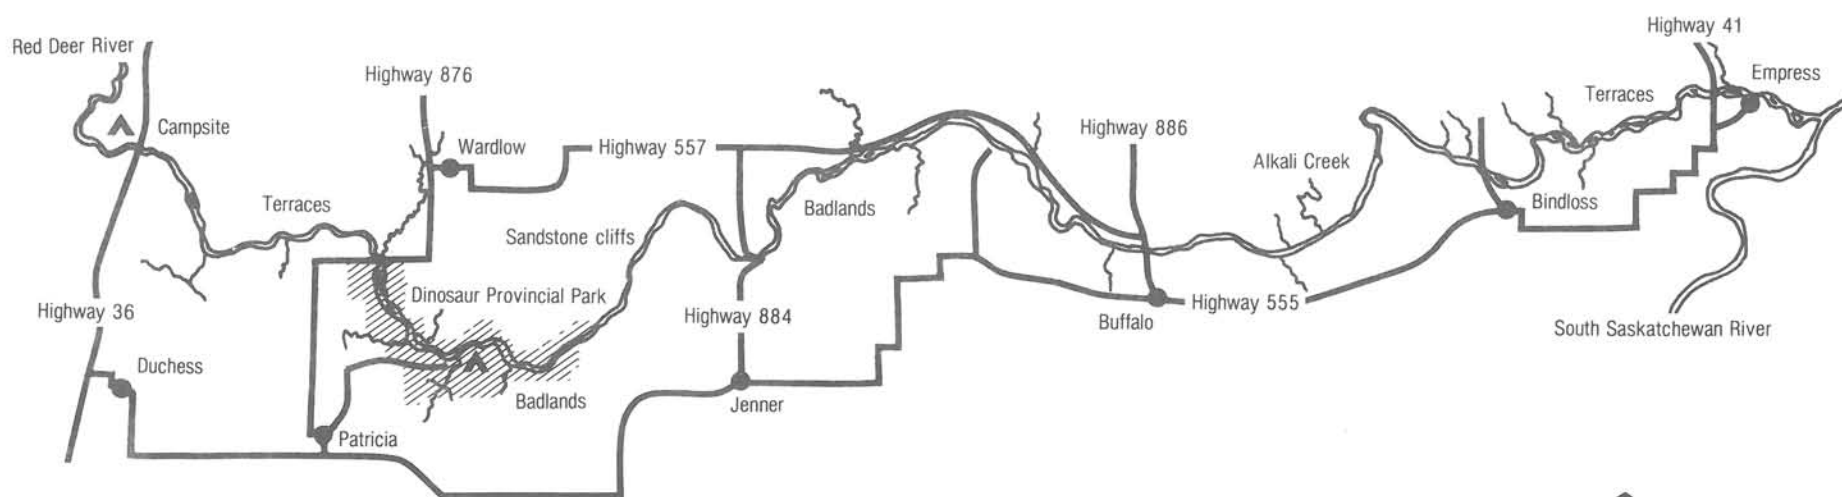 Highway 41
Red Deer River
Highway 876
Empress
Terraces
Campsite
Wardlow
Highway 557
Highway 886
Alkali Creek
Terraces
Badlands
Bindloss
Sandstone cliffs
Dinosaur Provincial Park
Highway 36
Highway 884
Highway 555
Buffalo
South Saskatchewan River
Duchess
Badlands
Jenner
Patricia